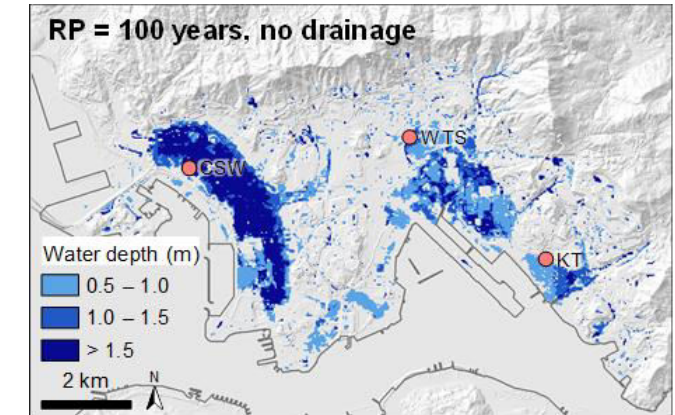 RP = 100 years, no drainage
WTS
CSW
KT
Water depth (m)
0.5 – 1.0
1.0 – 1.5
> 1.5
2 km
N